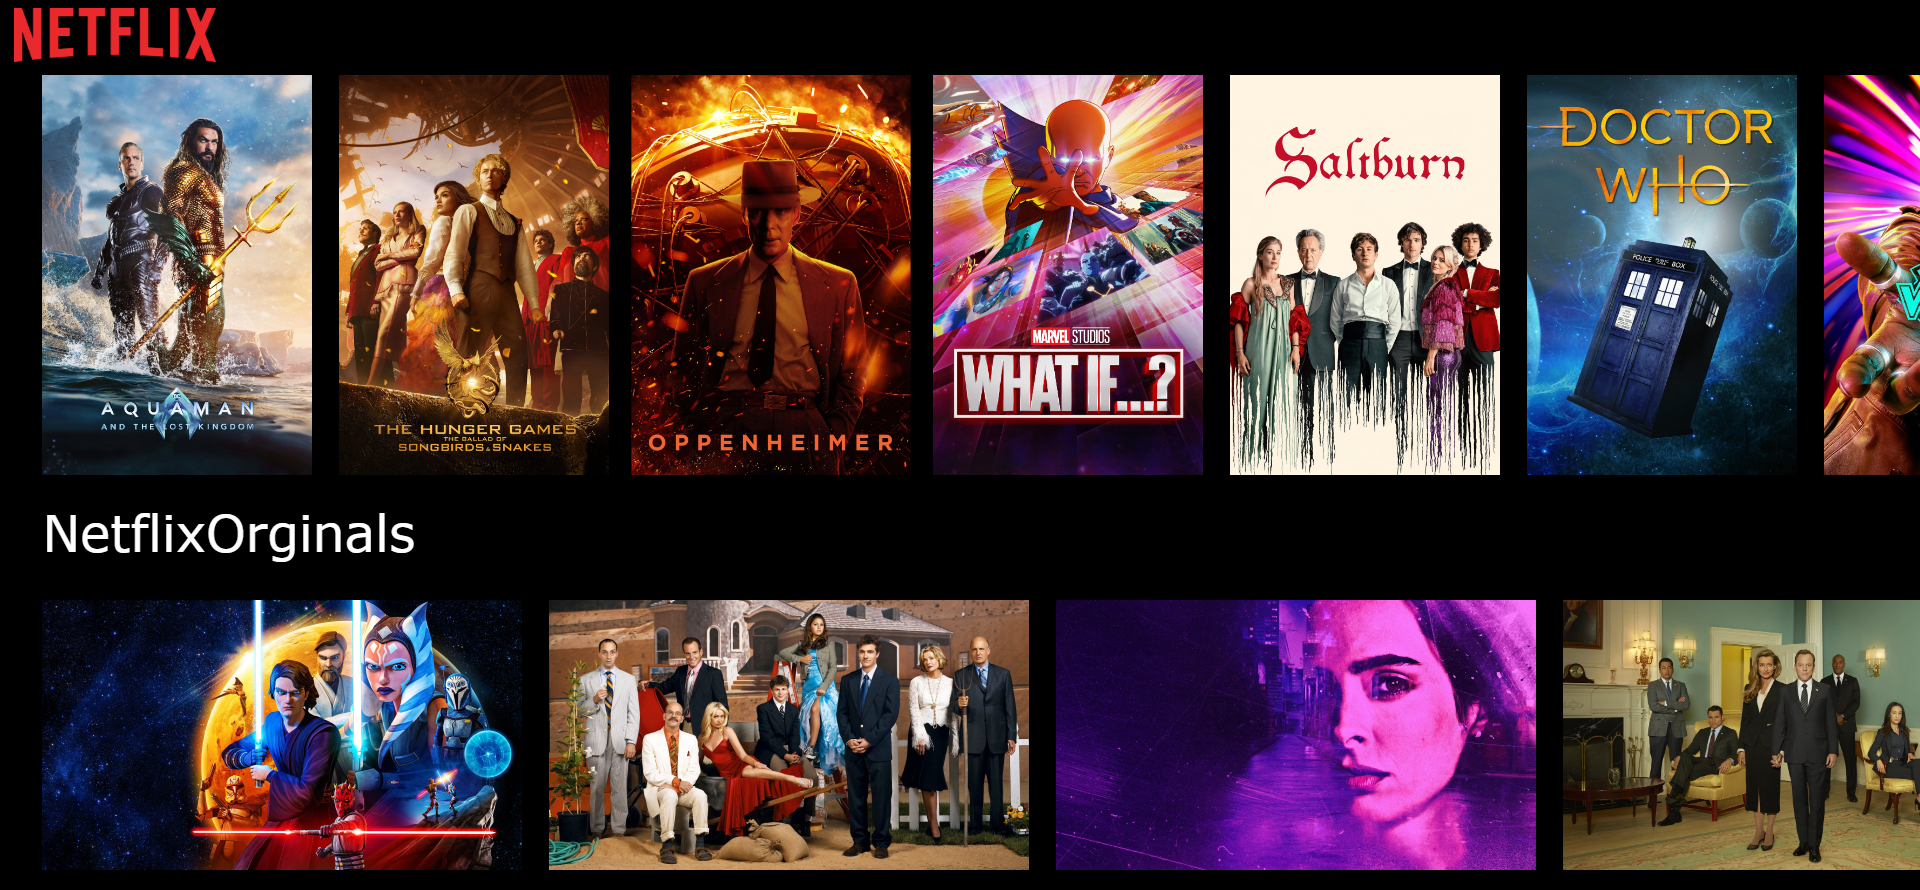 NETFLIX
AQUAMAN
AND THE LOST KINGDOM
THE HUNGER GAMES
THE BALLAD OF
SONGBIRDS & SNAKES
OPPENHEIMER
MARVEL STUDIOS
WHAT IF...?
Saltburn
DOCTOR
WHO
POLICE BOX
NetflixOrginals